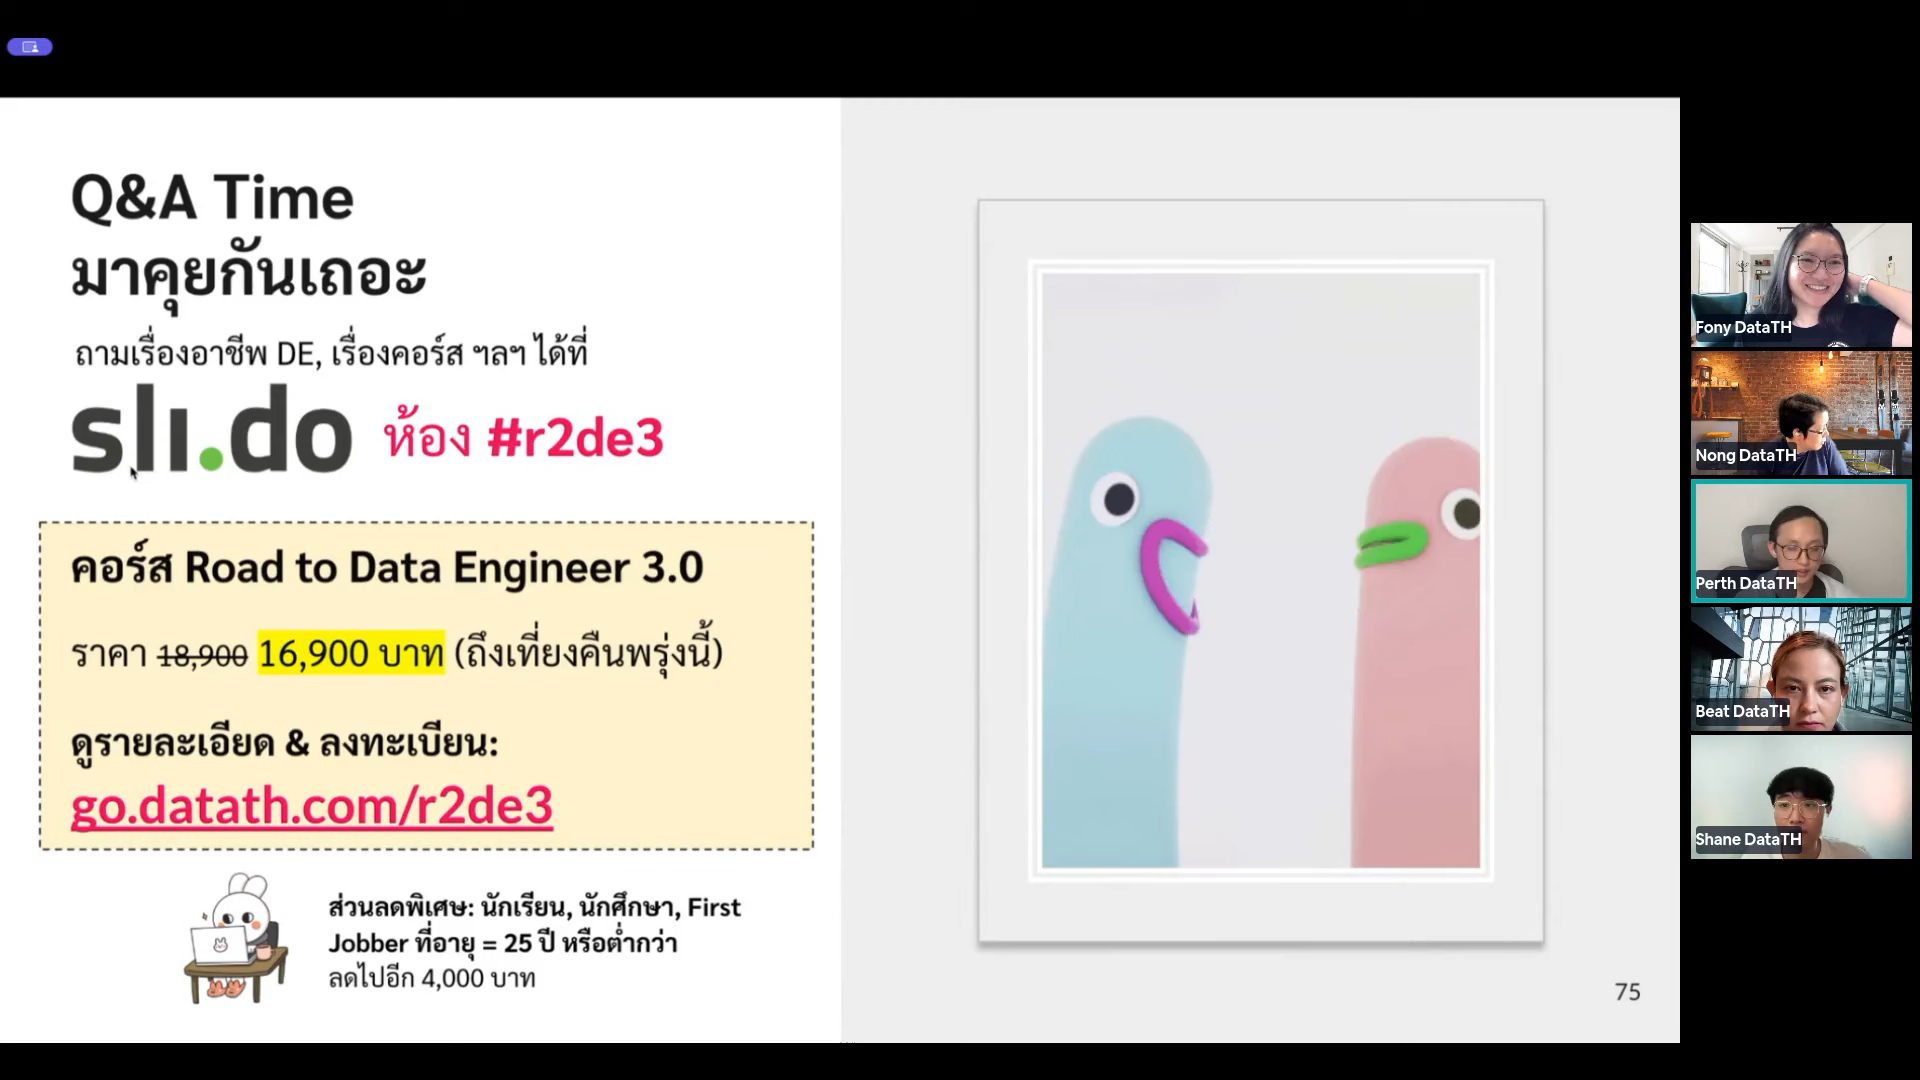 Q&A Time
มาคุยกันเถอะ
ถามเรื่องอาชีพ DE, เรื่องคอร์ส ฯลฯ ได้ที่
slı.do ห้อง #r2de3
คอร์ส Road to Data Engineer 3.0
ราคา 18,900 16,900 บาท (ถึงเที่ยงคืนพรุ่งนี้)
ดูรายละเอียด & ลงทะเบียน:
go.datath.com/r2de3
ส่วนลดพิเศษ: นักเรียน, นักศึกษา, First
Jobber ที่อายุ = 25 ปี หรือต่ำกว่า
ลดไปอีก 4,000 บาท
75
Fony DataTH
Nong DataTH
Perth DataTH
Beat DataTH
Shane DataTH